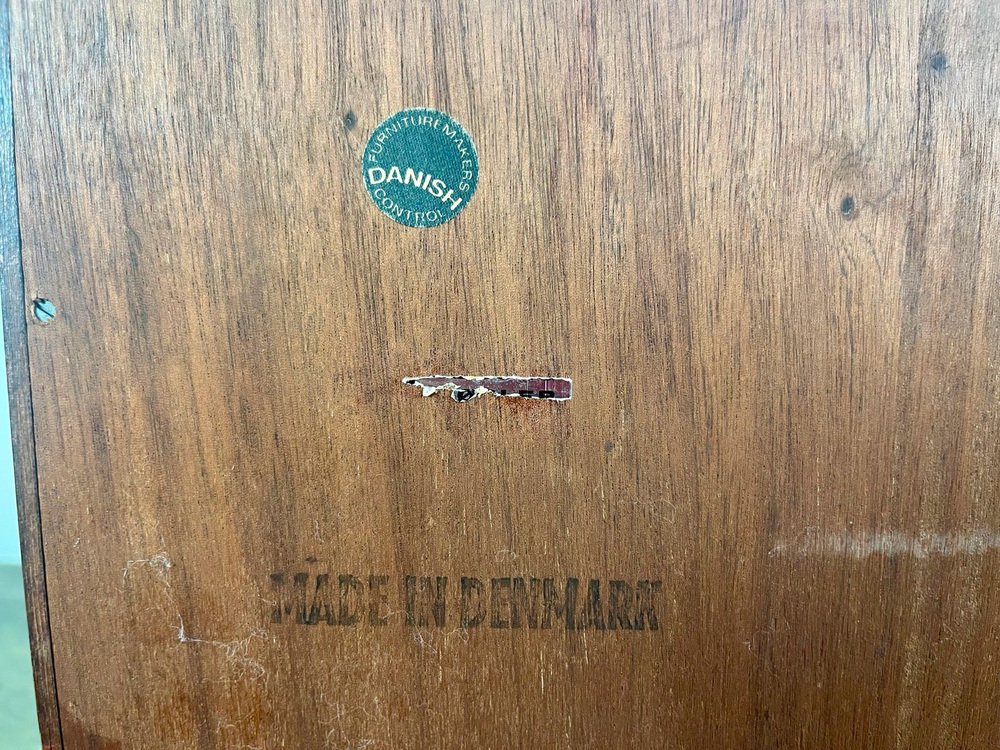 FURNITUREMAKERS
DANISH
CONTROL
MADE IN DENMARK